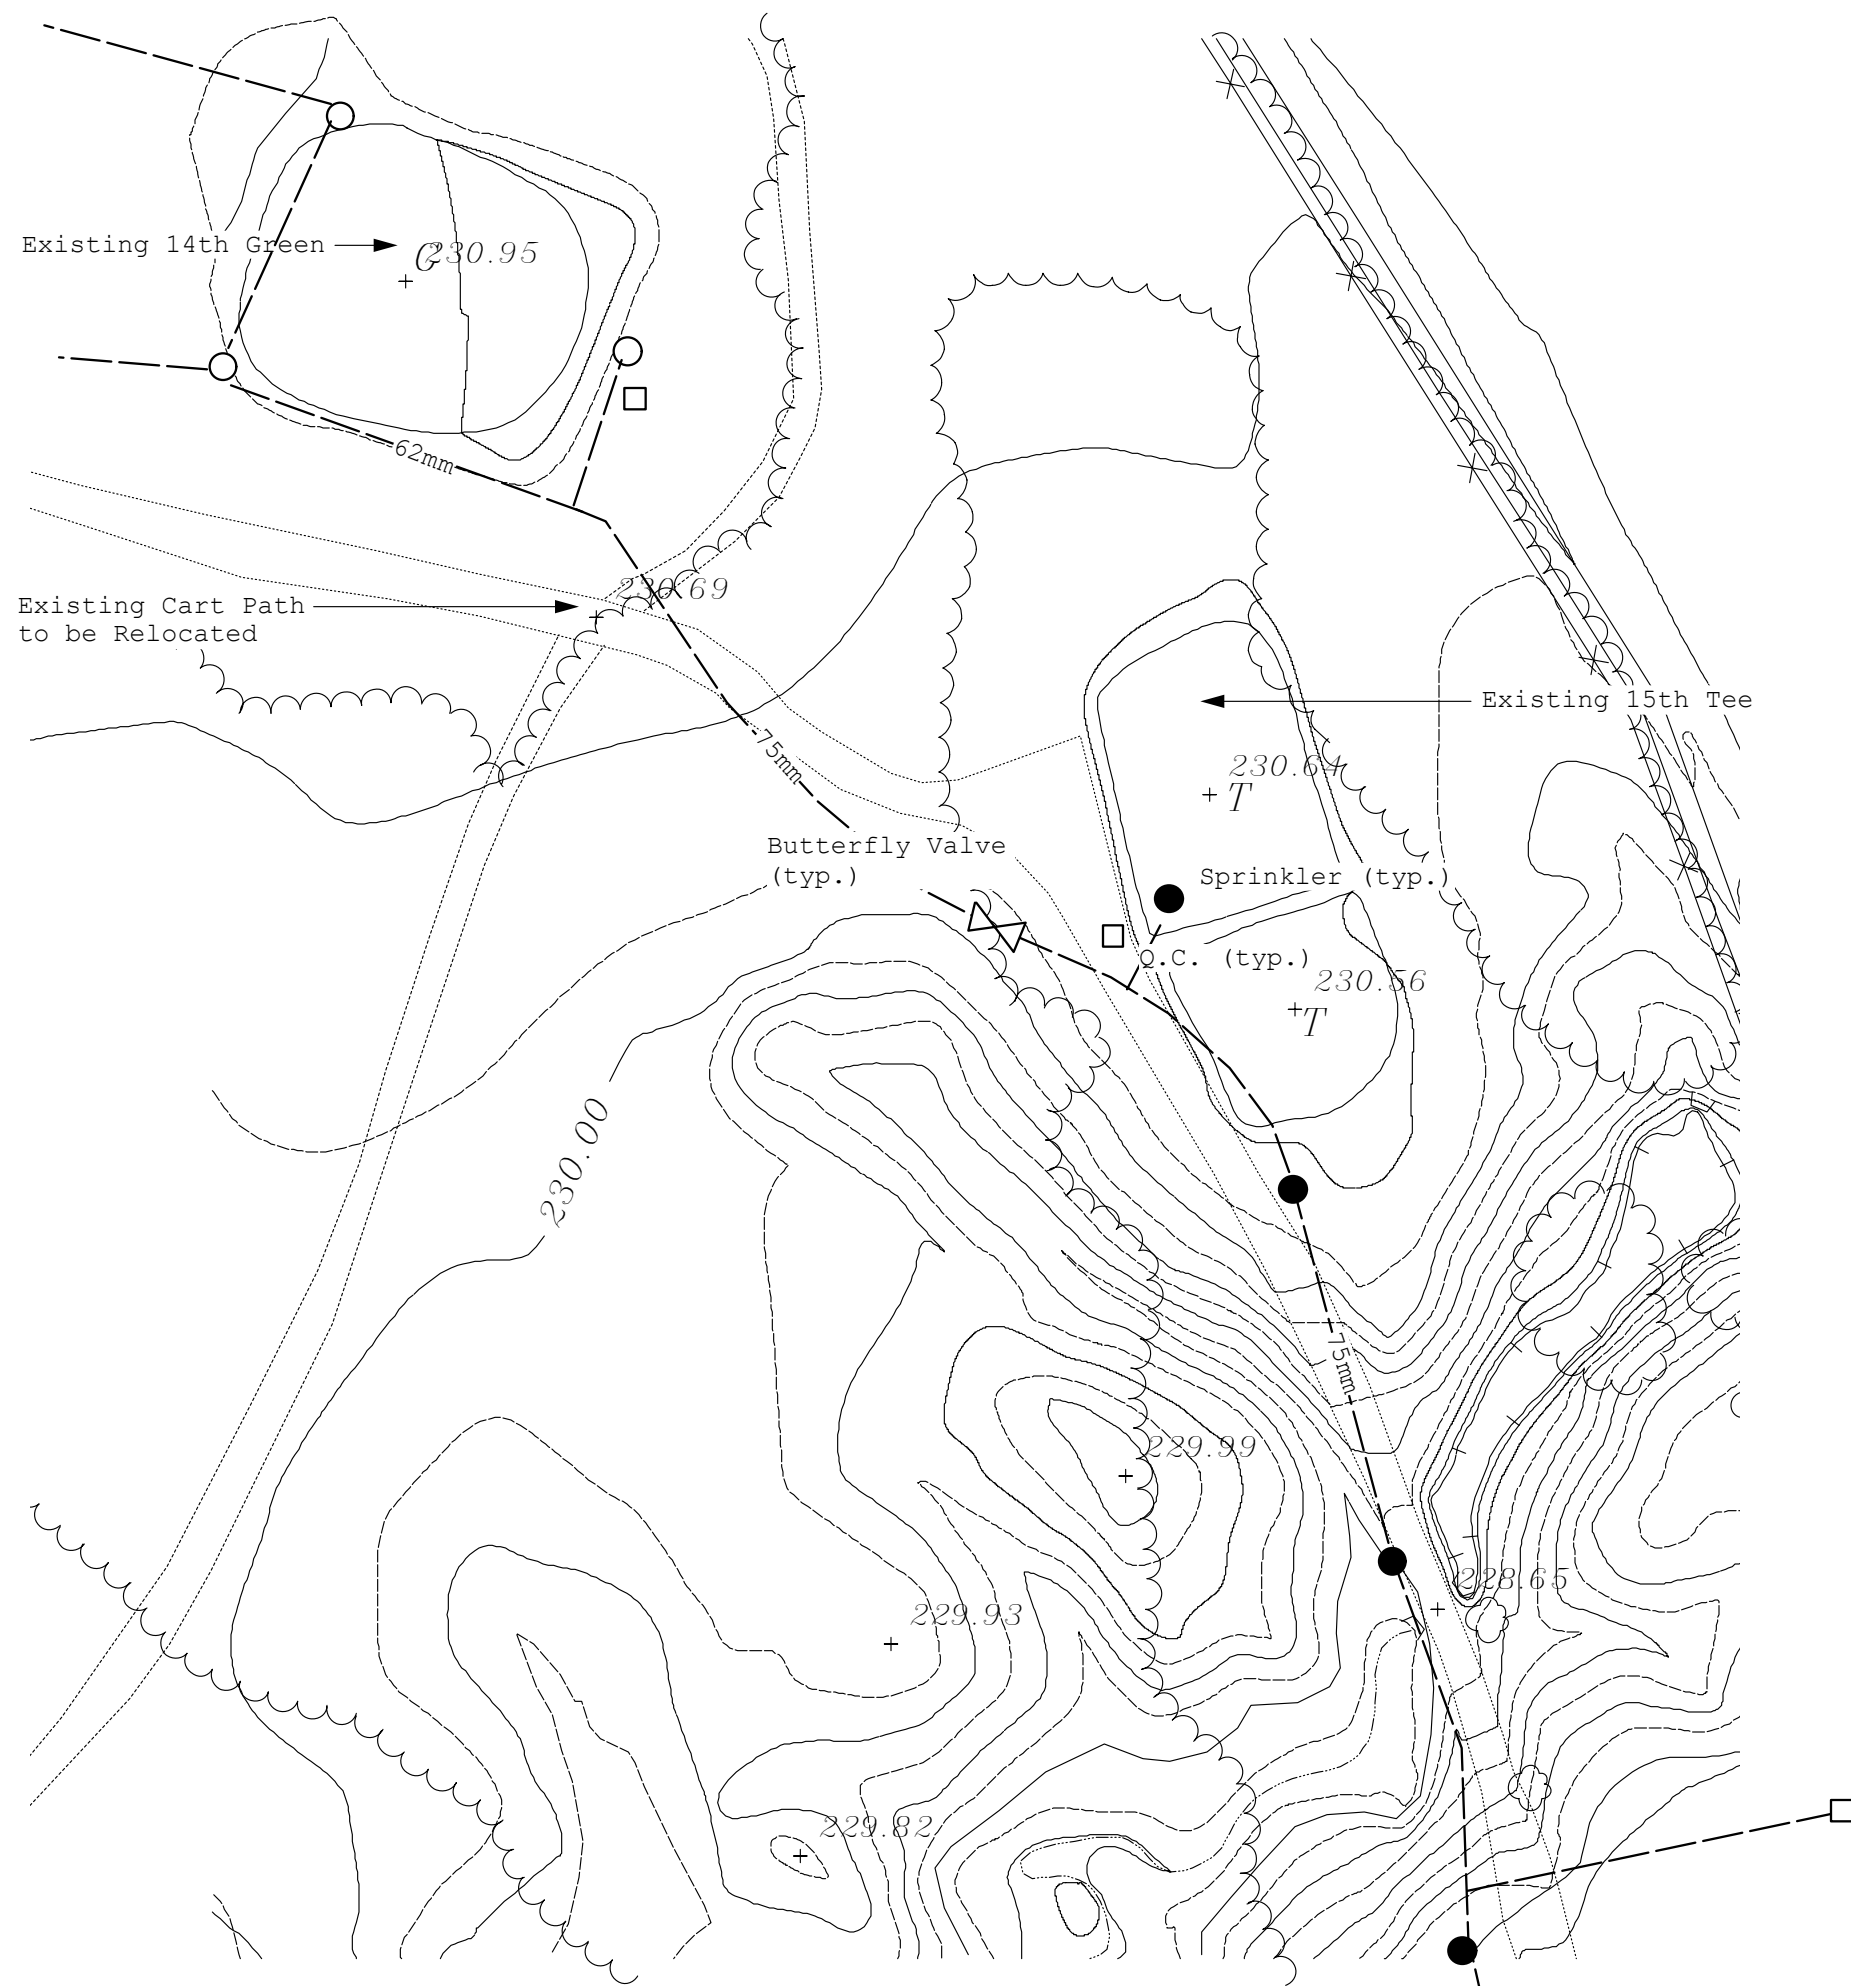 Existing 14th Green
G
230.95
62mm
230.69
Existing Cart Path
to be Relocated
Existing 15th Tee
75mm
230.64
T
Butterfly Valve
(typ.)
Sprinkler (typ.)
Q.C. (typ.)
230.56
T
230.00
75mm
229.99
228.65
229.93
229.82